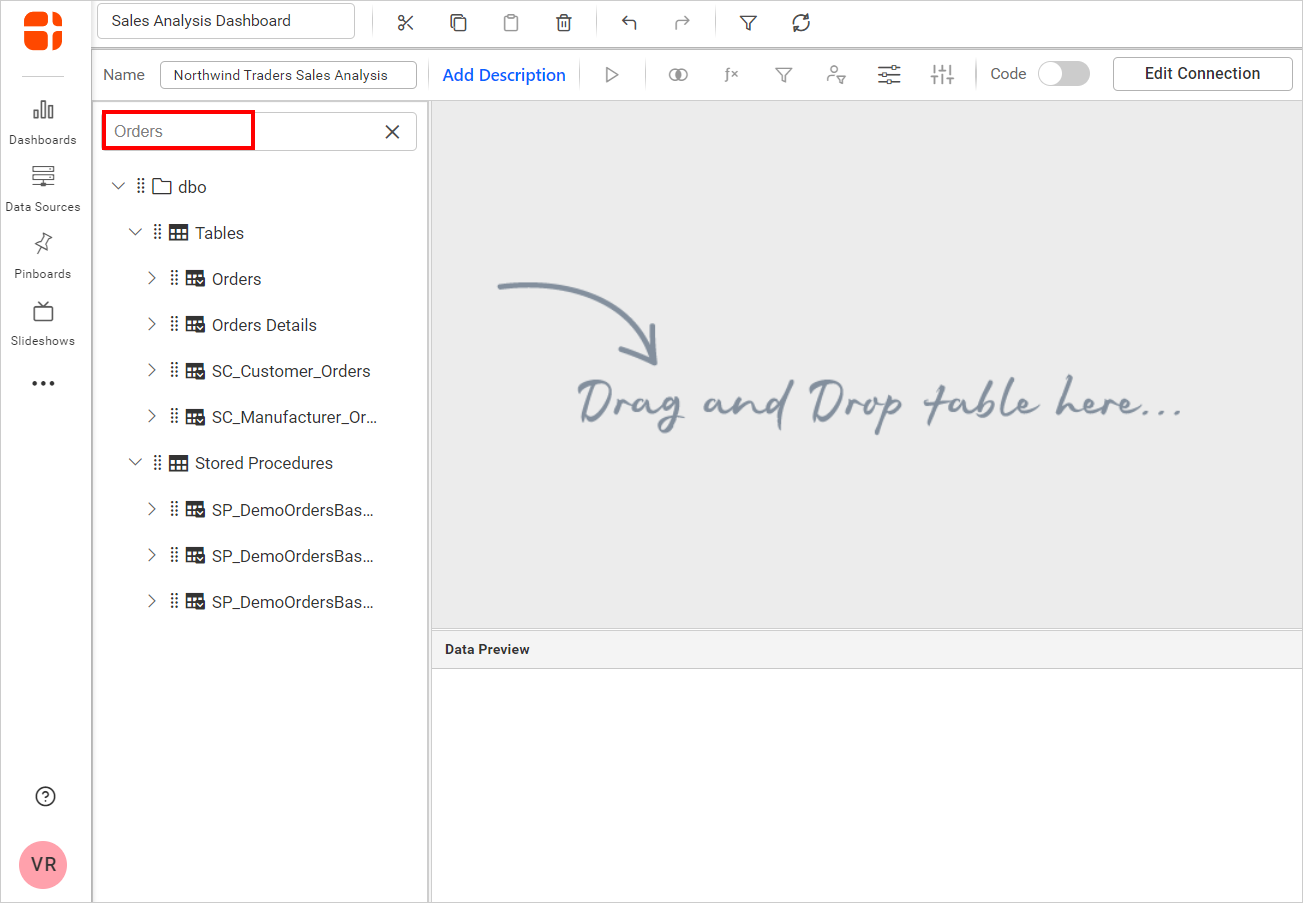 Sales Analysis Dashboard
Name Northwind Traders Sales Analysis Add Description fx Code Edit Connection
Dashboards
Data Sources
Pinboards
Slideshows
VR
Orders
dbo
Tables
Orders
Orders Details
SC_Customer_Orders
SC_Manufacturer_Or...
Stored Procedures
SP_DemoOrdersBas...
SP_DemoOrdersBas...
SP_DemoOrdersBas...
Drag and Drop table here...
Data Preview